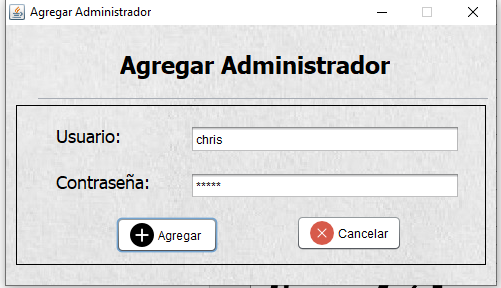 Agregar Administrador
Agregar Administrador
Usuario:
chris
Contraseña:
*****
Agregar
Cancelar